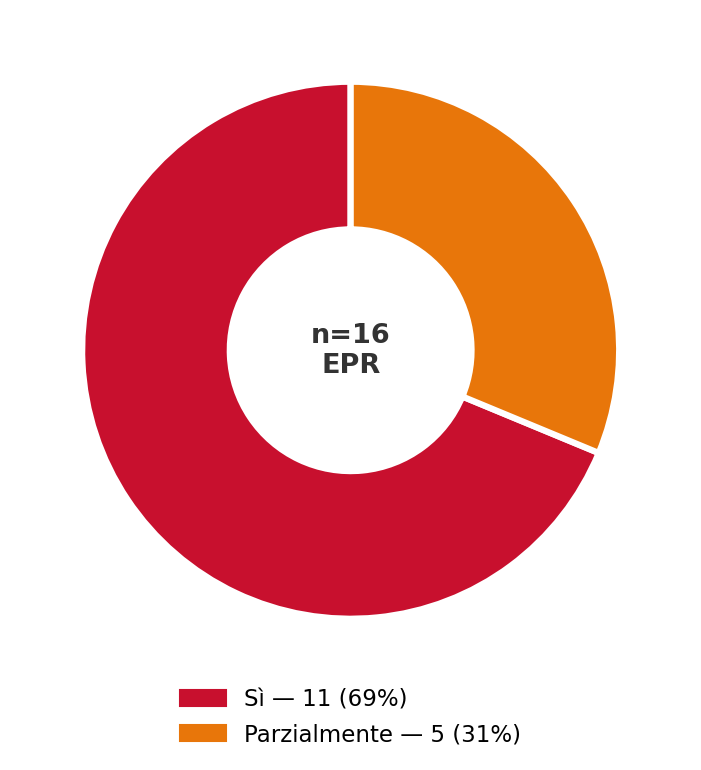 n=16
EPR
Sì — 11 (69%)
Parzialmente — 5 (31%)